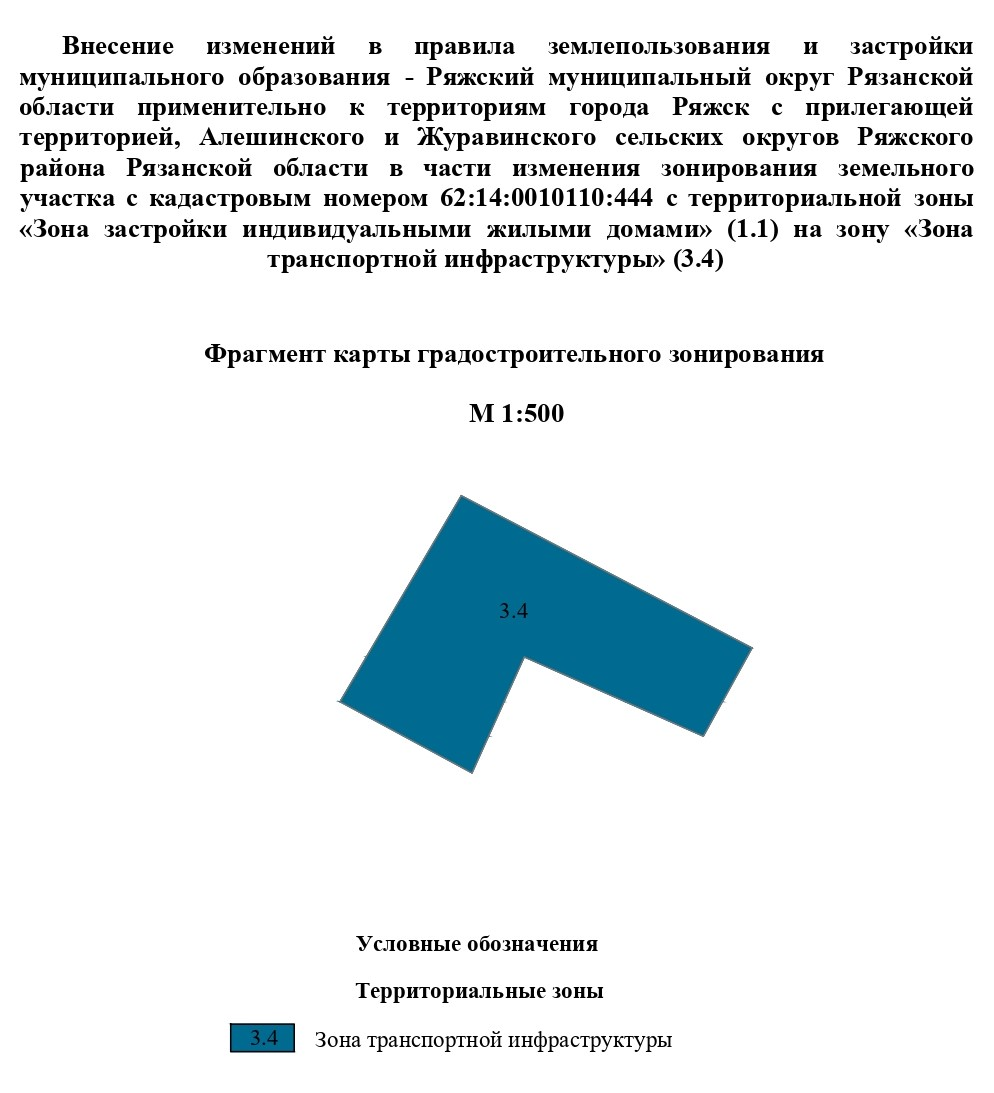 Внесение изменений в правила землепользования и застройки
муниципального образования - Ряжский муниципальный округ Рязанской
области применительно к территориям города Ряжск с прилегающей
территорией, Алешинского и Журавинского сельских округов Ряжского
района Рязанской области в части изменения зонирования земельного
участка с кадастровым номером 62:14:0010110:444 с территориальной зоны
«Зона застройки индивидуальными жилыми домами» (1.1) на зону «Зона
транспортной инфраструктуры» (3.4)
Фрагмент карты градостроительного зонирования
М 1:500
3.4
Условные обозначения
Территориальные зоны
3.4 Зона транспортной инфраструктуры